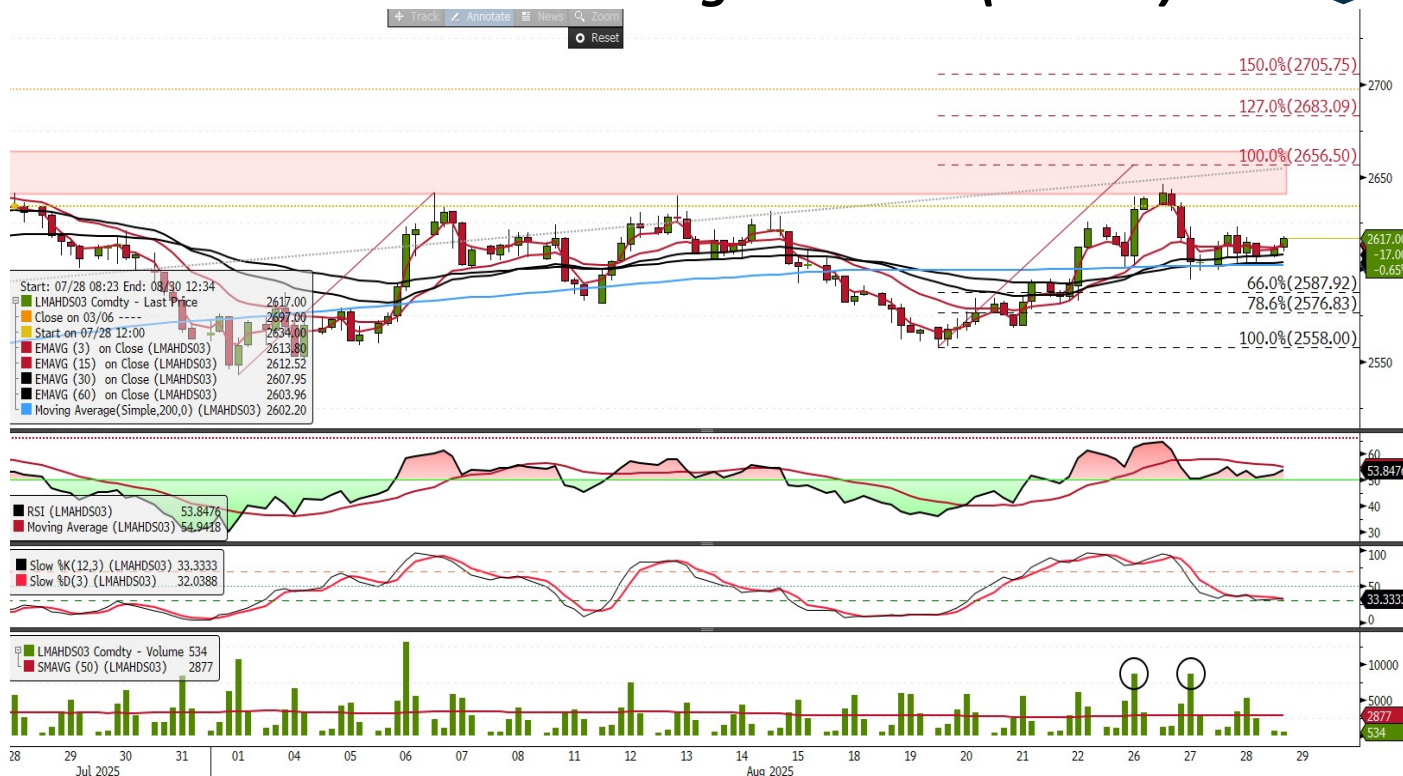 Track Annotate News Zoom
Reset
150.0%(2705.75)
2700
127.0%(2683.09)
100.0%(2656.50)
2650
2617.00
-17.00
-0.65%
66.0%(2587.92)
78.6%(2576.83)
100.0%(2558.00)
2550
Start: 07/28 08:23 End: 08/30 12:34
LMAHDS03 Comdty - Last Price 2617.00
Close on 03/06 ---- 2697.00
Start on 07/28 12:00 2634.00
EMAVG (3) on Close (LMAHDS03) 2613.80
EMAVG (15) on Close (LMAHDS03) 2612.52
EMAVG (30) on Close (LMAHDS03) 2607.95
EMAVG (60) on Close (LMAHDS03) 2603.96
Moving Average(Simple,200,0) (LMAHDS03) 2602.20
60
53.8476
40
30
RSI (LMAHDS03) 53.8476
Moving Average (LMAHDS03) 54.9418
100
50
33.3333
0
Slow %K(12,3) (LMAHDS03) 33.3333
Slow %D(3) (LMAHDS03) 32.0388
LMAHDS03 Comdty - Volume 534
SMAVG (50) (LMAHDS03) 2877
10000
5000
2877
534
28 29 30 31 01 04 05 06 07 08 11 12 13 14 15 18 19 20 21 22 26 27 28 29
Jul 2025 Aug 2025